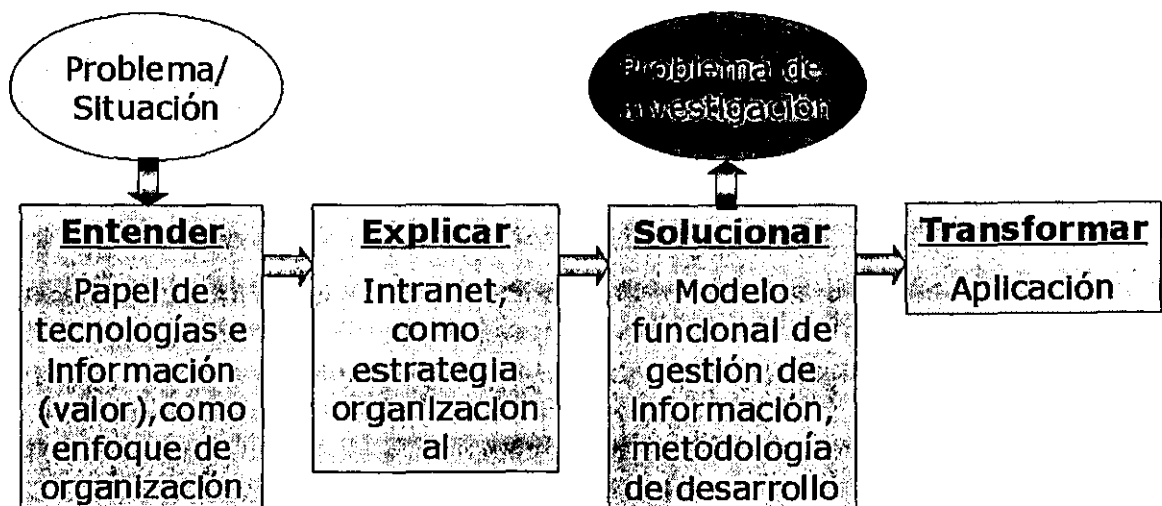 Problema/
Situación
Problema de
investigación
Entender
Papel de
tecnologías e
Información
(valor),como
enfoque de
organización
Explicar
Intranet,
como
estrategia
organizacion
al
Solucionar
Modelo
funcional de
gestión de
información,
metodología
de desarrollo
Transformar
Aplicación